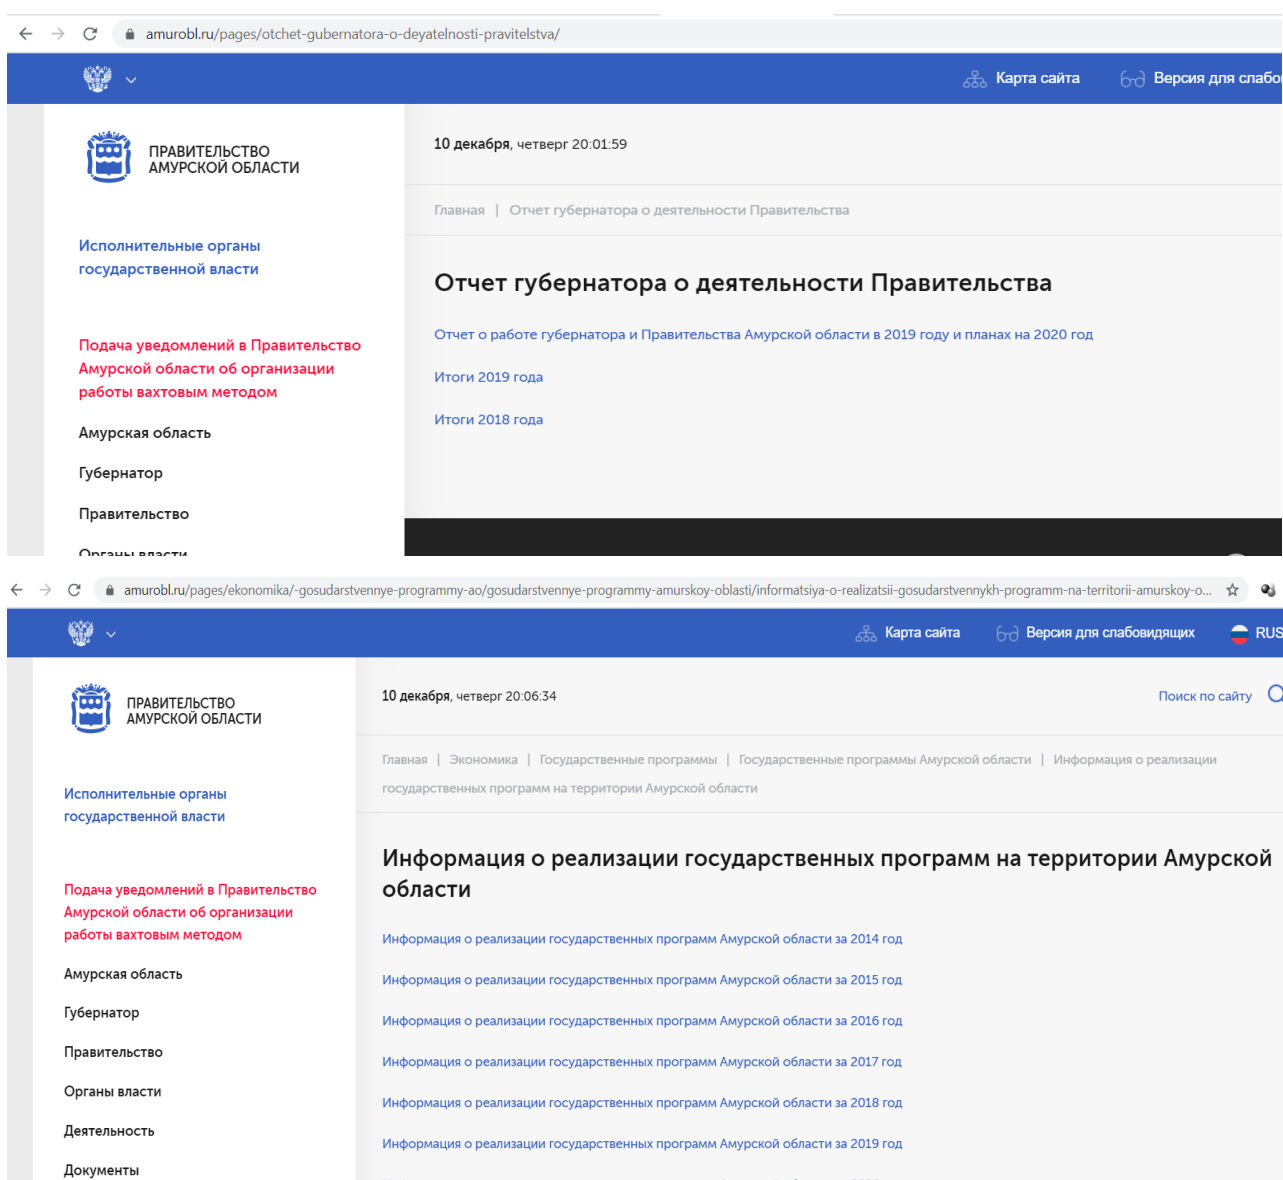 amurobl.ru/pages/otchet-gubernatora-o-deyatelnosti-pravitelstva/
Карта сайта
Версия для
ПРАВИТЕЛЬСТВО
АМУРСКОЙ ОБЛАСТИ
10 декабря, четверг 20:01:59
Главная | Отчет губернатора о деятельности Правительства
Исполнительные органы
государственной власти
Отчет губернатора о деятельности Правительства
Отчет о работе губернатора и Правительства Амурской области в 2019 году и планах на 2020 год
Итоги 2019 года
Итоги 2018 года
Подача уведомлений в Правительство
Амурской области об организации
работы вахтовым методом
Амурская область
Губернатор
Правительство
Органы власти
amurobl.ru/pages/ekonomika/-gosudarstvennye-programmy-ao/gosudarstvennye-programmy-amurskoy-oblasti/informatsiya-o-realizatsii-gosudarstvennykh-programm-na-territorii-amurskoy-o...
Карта сайта
Версия для слабовидящих
RUS
ПРАВИТЕЛЬСТВО
АМУРСКОЙ ОБЛАСТИ
10 декабря, четверг 20:06:34
Поиск по сайту
Главная | Экономика | Государственные программы | Государственные программы Амурской области | Информация о реализации
государственных программ на территории Амурской области
Исполнительные органы
государственной власти
Информация о реализации государственных программ на территории Амурской
области
Подача уведомлений в Правительство
Амурской области об организации
работы вахтовым методом
Амурская область
Губернатор
Правительство
Органы власти
Деятельность
Документы
Информация о реализации государственных программ Амурской области за 2014 год
Информация о реализации государственных программ Амурской области за 2015 год
Информация о реализации государственных программ Амурской области за 2016 год
Информация о реализации государственных программ Амурской области за 2017 год
Информация о реализации государственных программ Амурской области за 2018 год
Информация о реализации государственных программ Амурской области за 2019 год